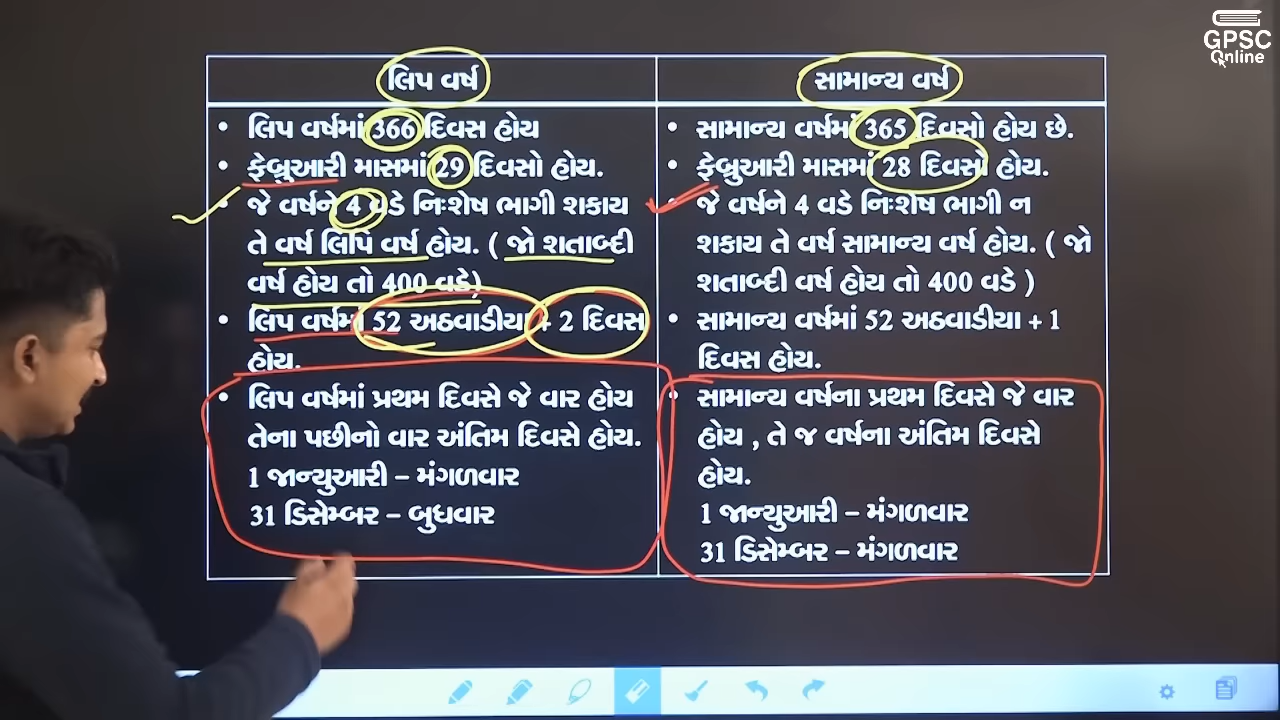 GPSC
Online
લિપ વર્ષ
લિપ વર્ષમાં 366 દિવસ હોય
ફેબ્રુઆરી માસમાં 29 દિવસો હોય.
જે વર્ષને 4 વડે નિઃશેષ ભાગી શકાય
તે વર્ષ લિપ વર્ષ હોય. ( જો શતાબ્દી
વર્ષ હોય તો 400 વડે)
લિપ વર્ષમાં 52 અઠવાડીયા + 2 દિવસ
હોય.
લિપ વર્ષમાં પ્રથમ દિવસે જે વાર હોય
તેના પછીનો વાર અંતિમ દિવસે હોય.
1 જાન્યુઆરી – મંગળવાર
31 ડિસેમ્બર – બુધવાર
સામાન્ય વર્ષ
સામાન્ય વર્ષમાં 365 દિવસો હોય છે.
ફેબ્રુઆરી માસમાં 28 દિવસો હોય.
જે વર્ષને 4 વડે નિઃશેષ ભાગી ન
શકાય તે વર્ષ સામાન્ય વર્ષ હોય. ( જો
શતાબ્દી વર્ષ હોય તો 400 વડે )
સામાન્ય વર્ષમાં 52 અઠવાડીયા + 1
દિવસ હોય.
સામાન્ય વર્ષના પ્રથમ દિવસે જે વાર
હોય , તે જ વર્ષના અંતિમ દિવસે
હોય.
1 જાન્યુઆરી – મંગળવાર
31 ડિસેમ્બર – મંગળવાર